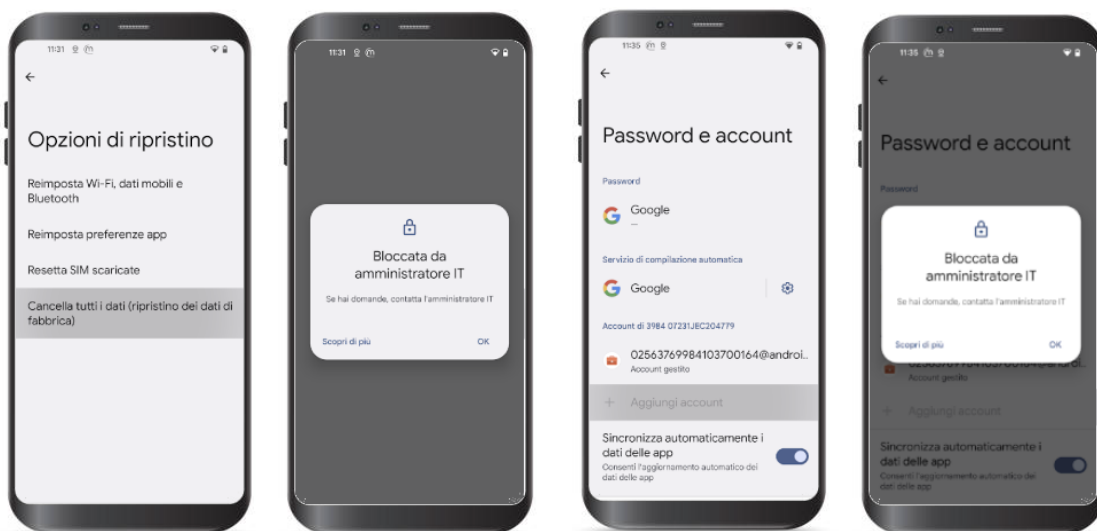 11:31
Opzioni di ripristino
Reimposta Wi-Fi, dati mobili e
Bluetooth
Reimposta preferenze app
Resetta SIM scaricate
Cancella tutti i dati (ripristino dei dati di
fabbrica)
11:31
Bloccata da
amministratore IT
Se hai domande, contatta l'amministratore IT
Scopri di più
OK
11:35
Password e account
Password
Google
—
Servizio di compilazione automatica
Google
Account di 3984 07231JEC204779
02563769984103700164@androi..
Account gestito
+ Aggiungi account
Sincronizza automaticamente i
dati delle app
Consenti l'aggiornamento automatico dei
dati delle app
11:35
Password e account
Password
Bloccata da
amministratore IT
Se hai domande, contatta l'amministratore IT
Scopri di più
OK
Account gestito
+ Aggiungi account
Sincronizza automaticamente i
dati delle app
Consenti l'aggiornamento automatico dei
dati delle app